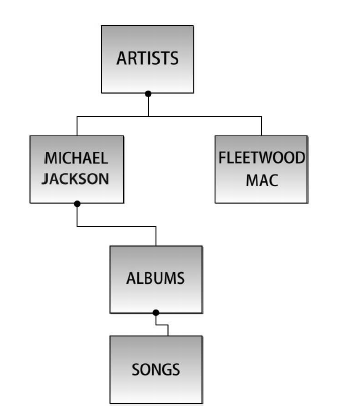 ARTISTS
MICHAEL
JACKSON
FLEETWOOD
MAC
ALBUMS
SONGS